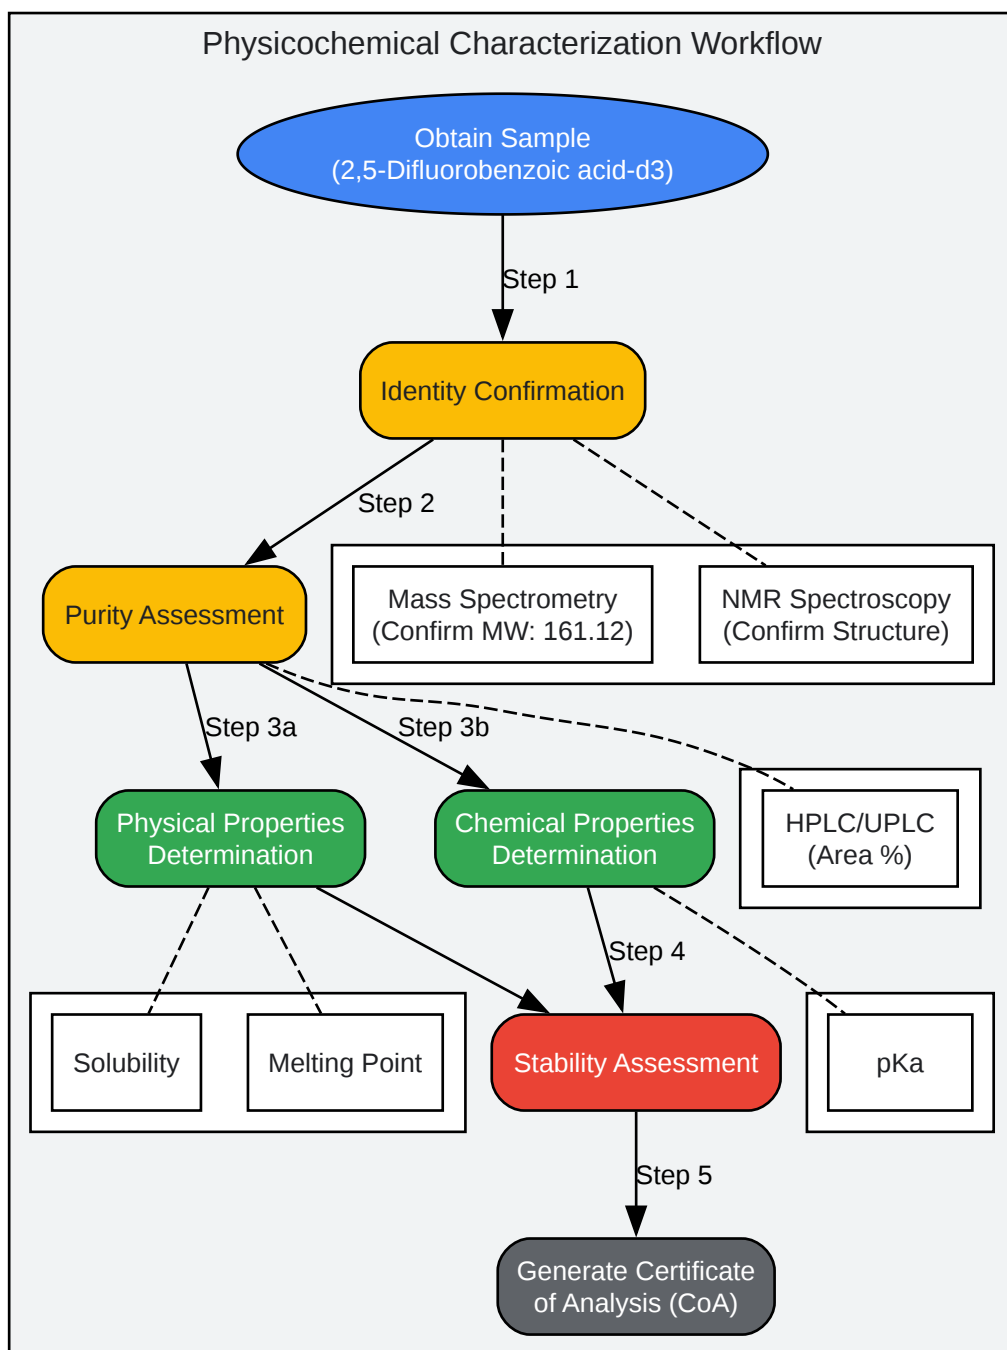 Physicochemical Characterization Workflow
Obtain Sample
(2,5-Difluorobenzoic acid-d3)
Step 1
Identity Confirmation
Step 2
Purity Assessment
Mass Spectrometry
(Confirm MW: 161.12)
NMR Spectroscopy
(Confirm Structure)
Step 3a
Step 3b
Physical Properties
Determination
Chemical Properties
Determination
HPLC/UPLC
(Area %)
Step 4
Solubility
Melting Point
Stability Assessment
pKa
Step 5
Generate Certificate
of Analysis (CoA)